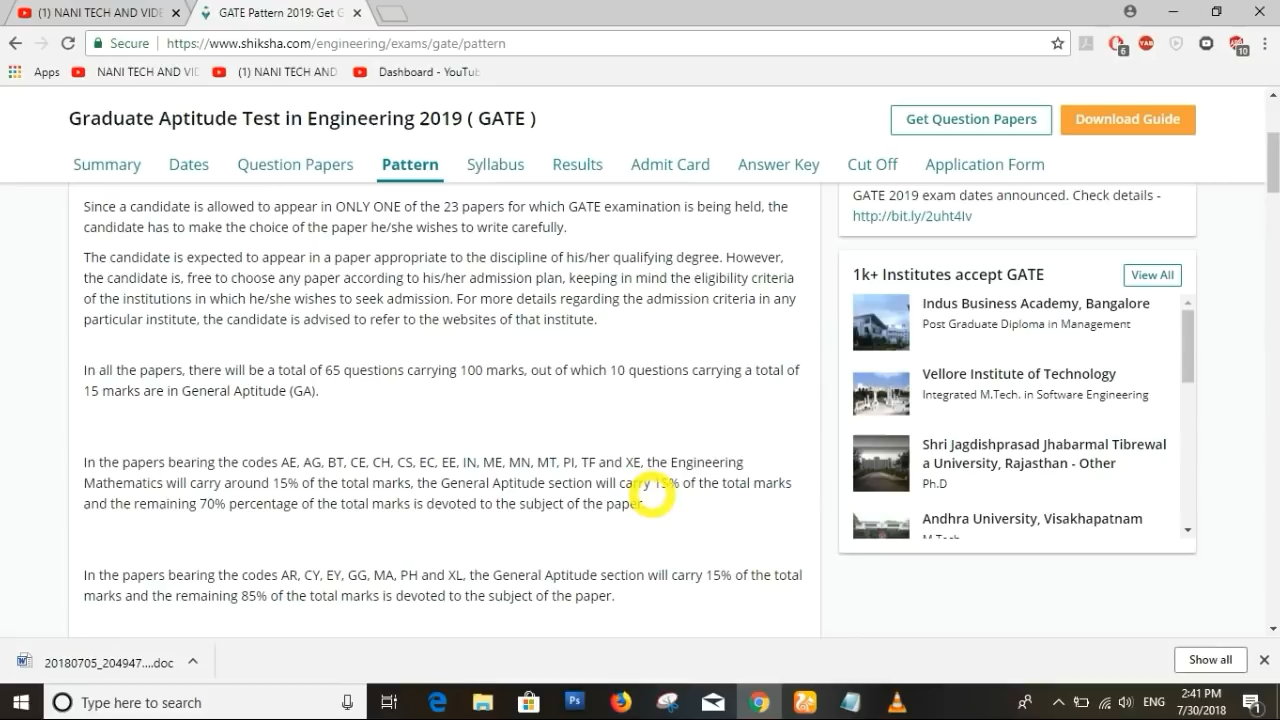 (1) NANI TECH AND VIDE
GATE Pattern 2019: Get G
Secure
https://www.shiksha.com/engineering/exams/gate/pattern
6
YAB
10
Apps
NANI TECH AND VID
(1) NANI TECH AND
Dashboard - YouTub
Graduate Aptitude Test in Engineering 2019 ( GATE )
Get Question Papers
Download Guide
Summary
Dates
Question Papers
Pattern
Syllabus
Results
Admit Card
Answer Key
Cut Off
Application Form
Since a candidate is allowed to appear in ONLY ONE of the 23 papers for which GATE examination is being held, the
candidate has to make the choice of the paper he/she wishes to write carefully.
The candidate is expected to appear in a paper appropriate to the discipline of his/her qualifying degree. However,
the candidate is, free to choose any paper according to his/her admission plan, keeping in mind the eligibility criteria
of the institutions in which he/she wishes to seek admission. For more details regarding the admission criteria in any
particular institute, the candidate is advised to refer to the websites of that institute.
In all the papers, there will be a total of 65 questions carrying 100 marks, out of which 10 questions carrying a total of
15 marks are in General Aptitude (GA).
In the papers bearing the codes AE, AG, BT, CE, CH, CS, EC, EE, IN, ME, MN, MT, PI, TF and XE, the Engineering
Mathematics will carry around 15% of the total marks, the General Aptitude section will carry 15% of the total marks
and the remaining 70% percentage of the total marks is devoted to the subject of the paper.
In the papers bearing the codes AR, CY, EY, GG, MA, PH and XL, the General Aptitude section will carry 15% of the total
marks and the remaining 85% of the total marks is devoted to the subject of the paper.
GATE 2019 exam dates announced. Check details -
http://bit.ly/2uht4Iv
1k+ Institutes accept GATE
View All
Indus Business Academy, Bangalore
Post Graduate Diploma in Management
Vellore Institute of Technology
Integrated M.Tech. in Software Engineering
Shri Jagdishprasad Jhabarmal Tibrewal
a University, Rajasthan - Other
Ph.D
Andhra University, Visakhapatnam
M.Tech
20180705_204947....doc
Show all
Type here to search
Ps
ENG
2:41 PM
7/30/2018
1